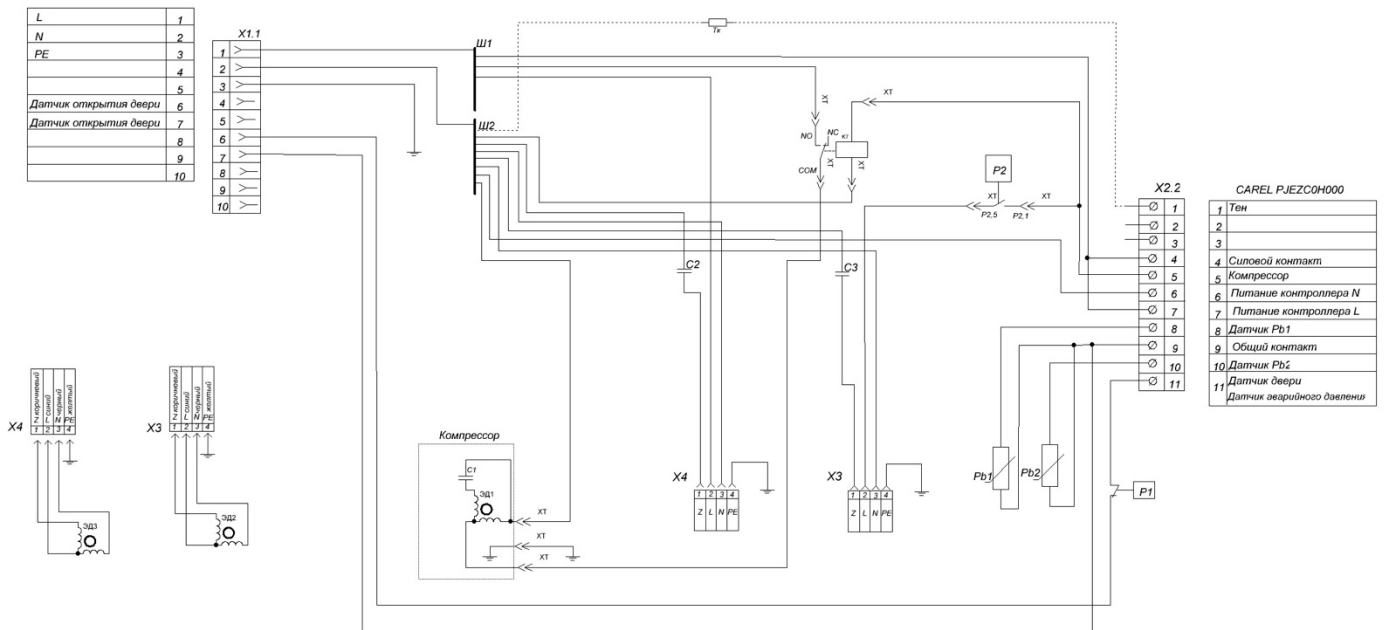 L 1
N 2
PE 3
4
5
Датчик открытия двери 6
Датчик открытия двери 7
8
9
10
X1.1
1
2
3
4
5
6
7
8
9
10
Ш1
Ш2
Тк
XT
NO
NC
КТ
XT
COM
XT
XT
P2
XT
P2,5
P2,1
XT
C2
C3
X2.2
1
2
3
4
5
6
7
8
9
10
11
CAREL PJEZC0H000
1 Тен
2
3
4 Силовой контакт
5 Компрессор
6 Питание контроллера N
7 Питание контроллера L
8 Датчик Pb1
9 Общий контакт
10 Датчик Pb2
11 Датчик двери
Датчик аварийного давления
X4
Z коричневый
L синий
N черный
PE желтый
1 2 3 4
ЭД3
X3
Z коричневый
L синий
N черный
PE желтый
1 2 3 4
ЭД2
Компрессор
C1
ЭД1
XT
XT
XT
X4
1 2 3 4
Z L N PE
X3
1 2 3 4
Z L N PE
Pb1
Pb2
P1